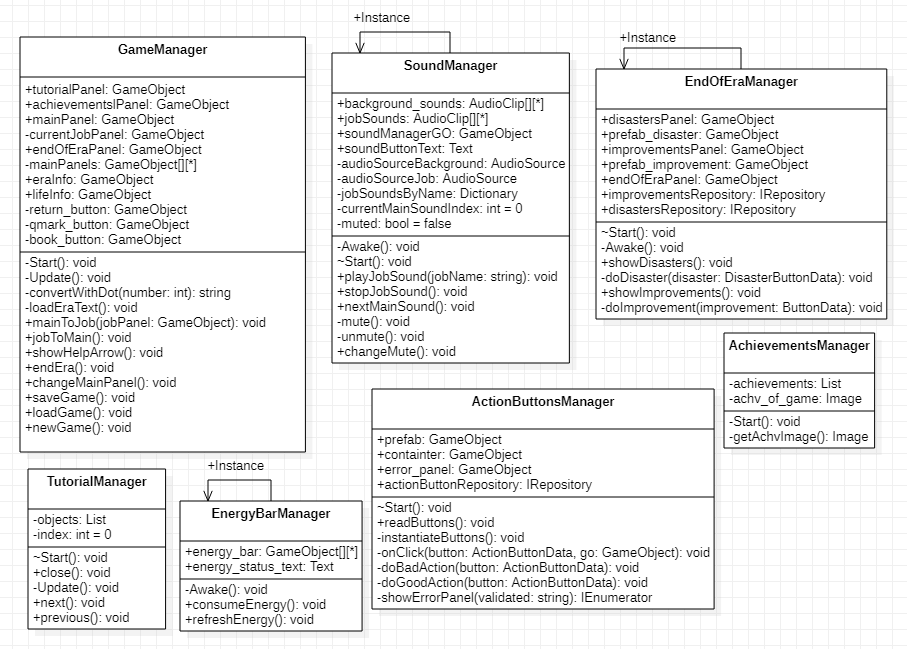 GameManager
+tutorialPanel: GameObject
+achievementslPanel: GameObject
+mainPanel: GameObject
-currentJobPanel: GameObject
+endOfEraPanel: GameObject
-mainPanels: GameObject[][*]
+eraInfo: GameObject
+lifeInfo: GameObject
-return_button: GameObject
-qmark_button: GameObject
-book_button: GameObject
-Start(): void
-Update(): void
-convertWithDot(number: int): string
-loadEraText(): void
+mainToJob(jobPanel: GameObject): void
+jobToMain(): void
+showHelpArrow(): void
+endEra(): void
+changeMainPanel(): void
+saveGame(): void
+loadGame(): void
+newGame(): void
+Instance
SoundManager
+background_sounds: AudioClip[][*]
+jobSounds: AudioClip[][*]
+soundManagerGO: GameObject
+soundButtonText: Text
-audioSourceBackground: AudioSource
-audioSourceJob: AudioSource
-jobSoundsByName: Dictionary
-currentMainSoundIndex: int = 0
-muted: bool = false
-Awake(): void
~Start(): void
+playJobSound(jobName: string): void
+stopJobSound(): void
+nextMainSound(): void
-mute(): void
-unmute(): void
+changeMute(): void
+Instance
EndOfEraManager
+disastersPanel: GameObject
+prefab_disaster: GameObject
+improvementsPanel: GameObject
+prefab_improvement: GameObject
+endOfEraPanel: GameObject
+improvementsRepository: IRepository
+disastersRepository: IRepository
~Start(): void
-Awake(): void
+showDisasters(): void
-doDisaster(disaster: DisasterButtonData): void
+showImprovements(): void
-doImprovement(improvement: ButtonData): void
AchievementsManager
-achievements: List
-achv_of_game: Image
-Start(): void
-getAchvImage(): Image
TutorialManager
-objects: List
-index: int = 0
~Start(): void
+close(): void
-Update(): void
+next(): void
+previous(): void
+Instance
EnergyBarManager
+energy_bar: GameObject[][*]
+energy_status_text: Text
-Awake(): void
+consumeEnergy(): void
+refreshEnergy(): void
ActionButtonsManager
+prefab: GameObject
+containter: GameObject
+error_panel: GameObject
+actionButtonRepository: IRepository
~Start(): void
+readButtons(): void
-instantiateButtons(): void
-onClick(button: ActionButtonData, go: GameObject): void
-doBadAction(button: ActionButtonData): void
-doGoodAction(button: ActionButtonData): void
-showErrorPanel(validated: string): IEnumerator